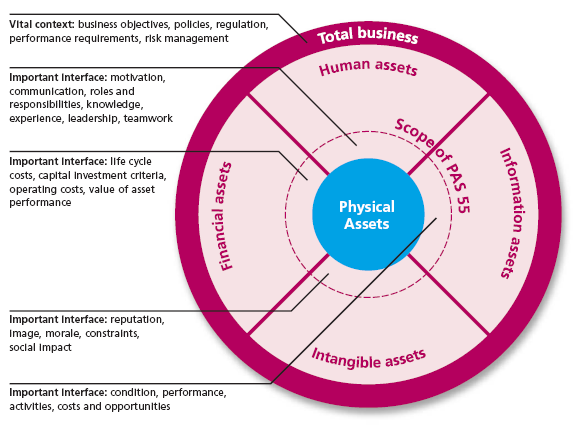 Vital context: business objectives, policies, regulation,
performance requirements, risk management
Total business
Human assets
Important interface: motivation,
communication, roles and
responsibilities, knowledge,
experience, leadership, teamwork
Scope of PAS 55
Important interface: life cycle
costs, capital investment criteria,
operating costs, value of asset
performance
Financial assets
Physical
Assets
Information assets
Important interface: reputation,
image, morale, constraints,
social impact
Intangible assets
Important interface: condition, performance,
activities, costs and opportunities